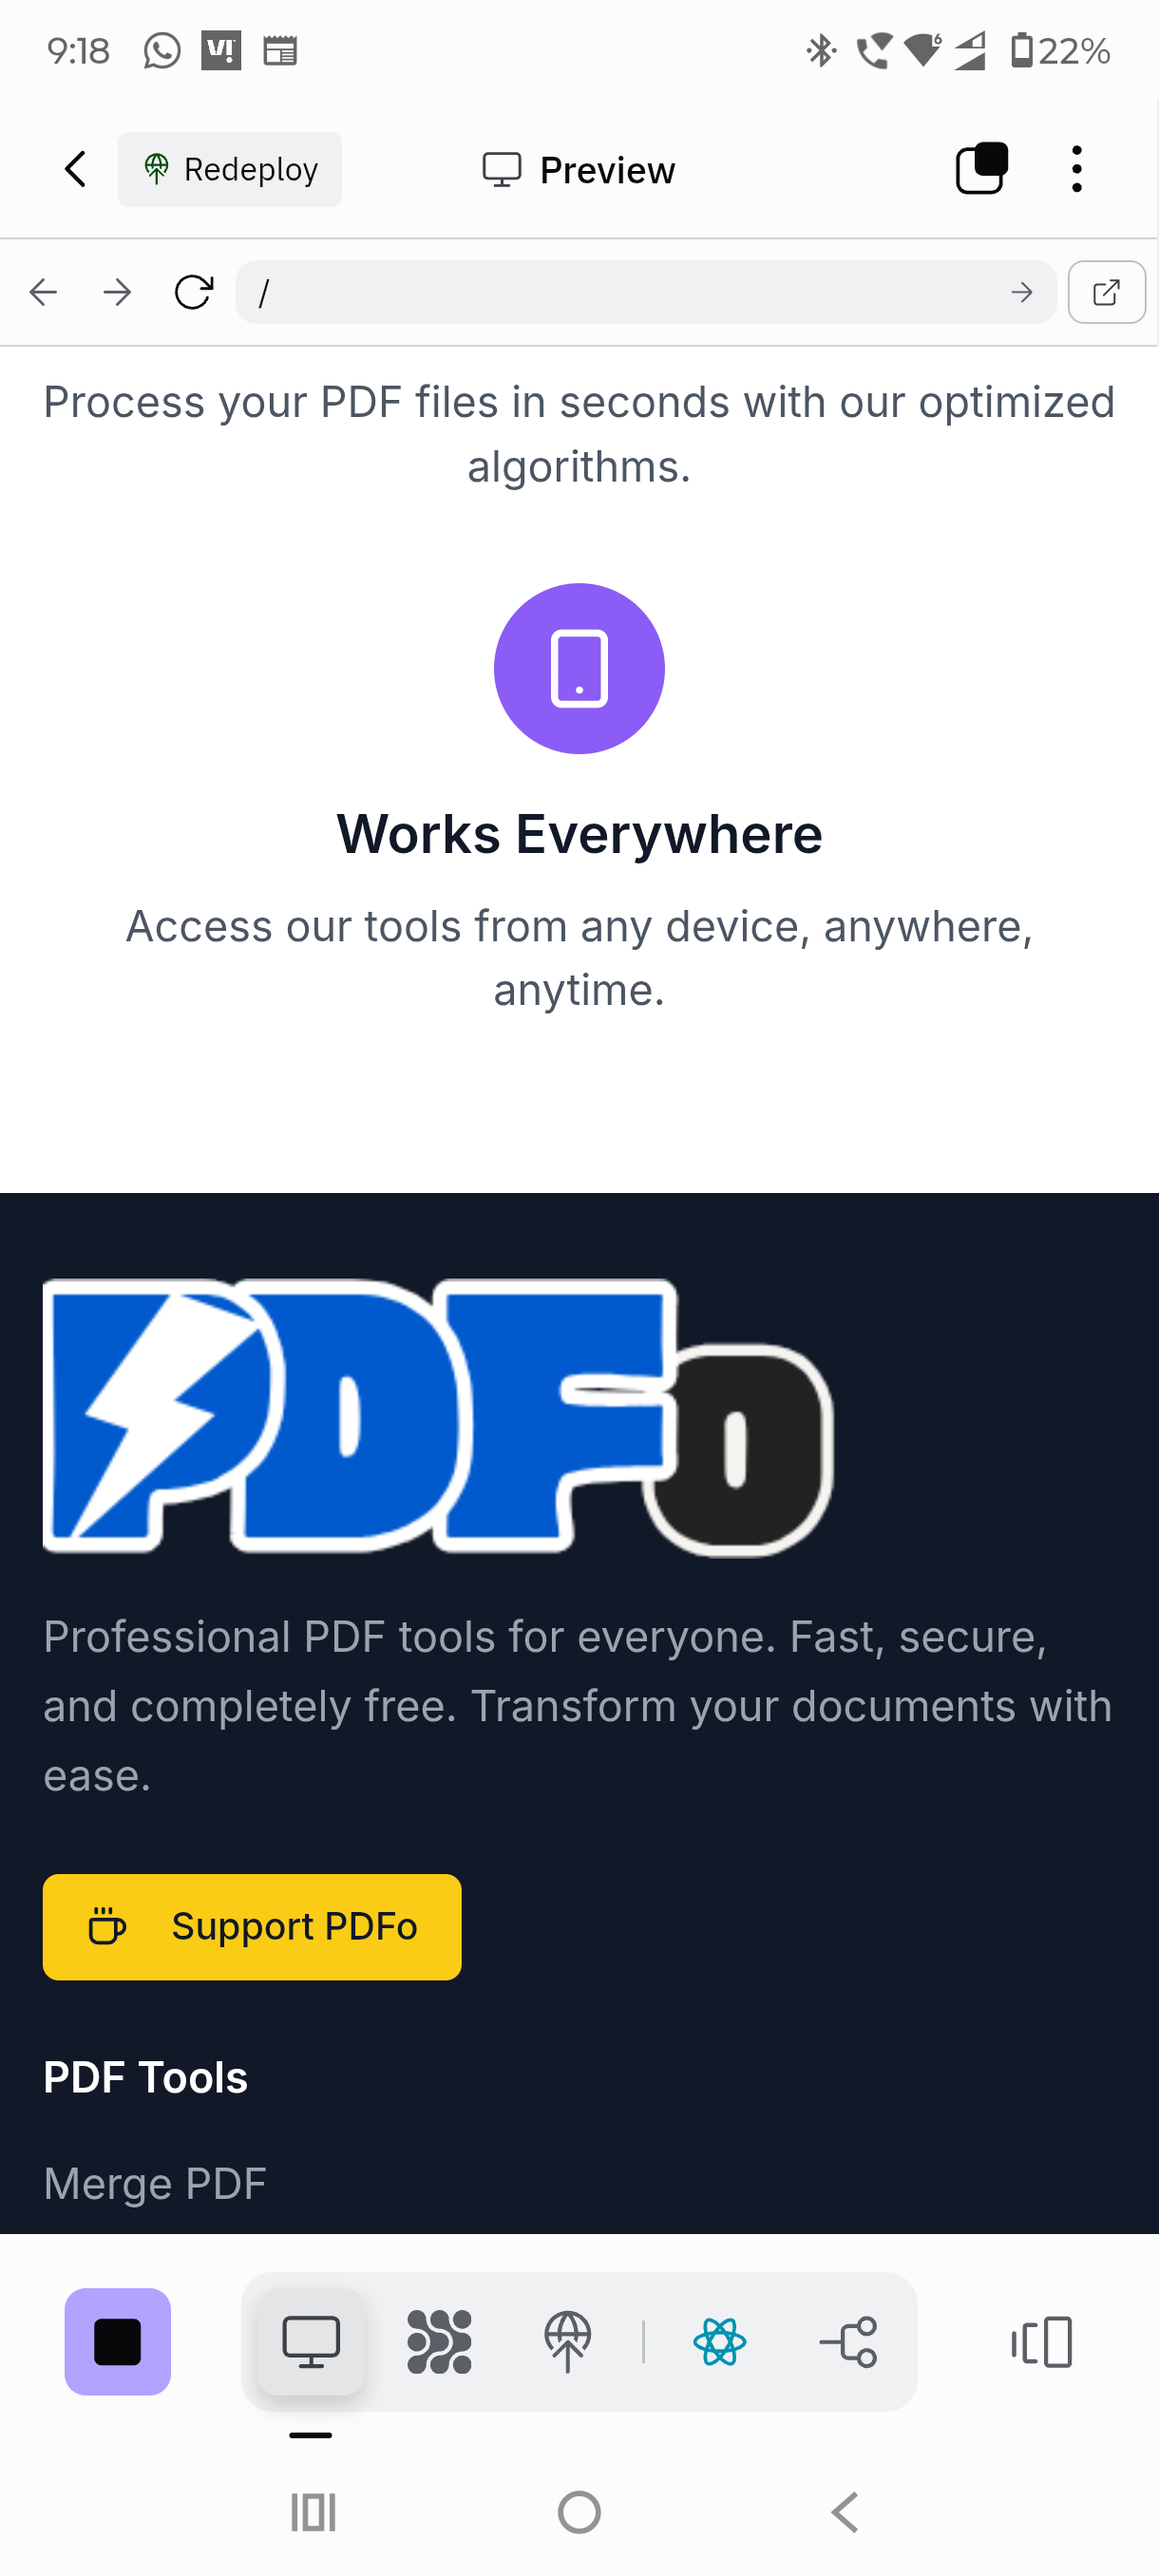 9:18
VI!
6
22%
Redeploy
Preview
/
Process your PDF files in seconds with our optimized
algorithms.
Works Everywhere
Access our tools from any device, anywhere,
anytime.
PDFo
Professional PDF tools for everyone. Fast, secure,
and completely free. Transform your documents with
ease.
Support PDFo
PDF Tools
Merge PDF